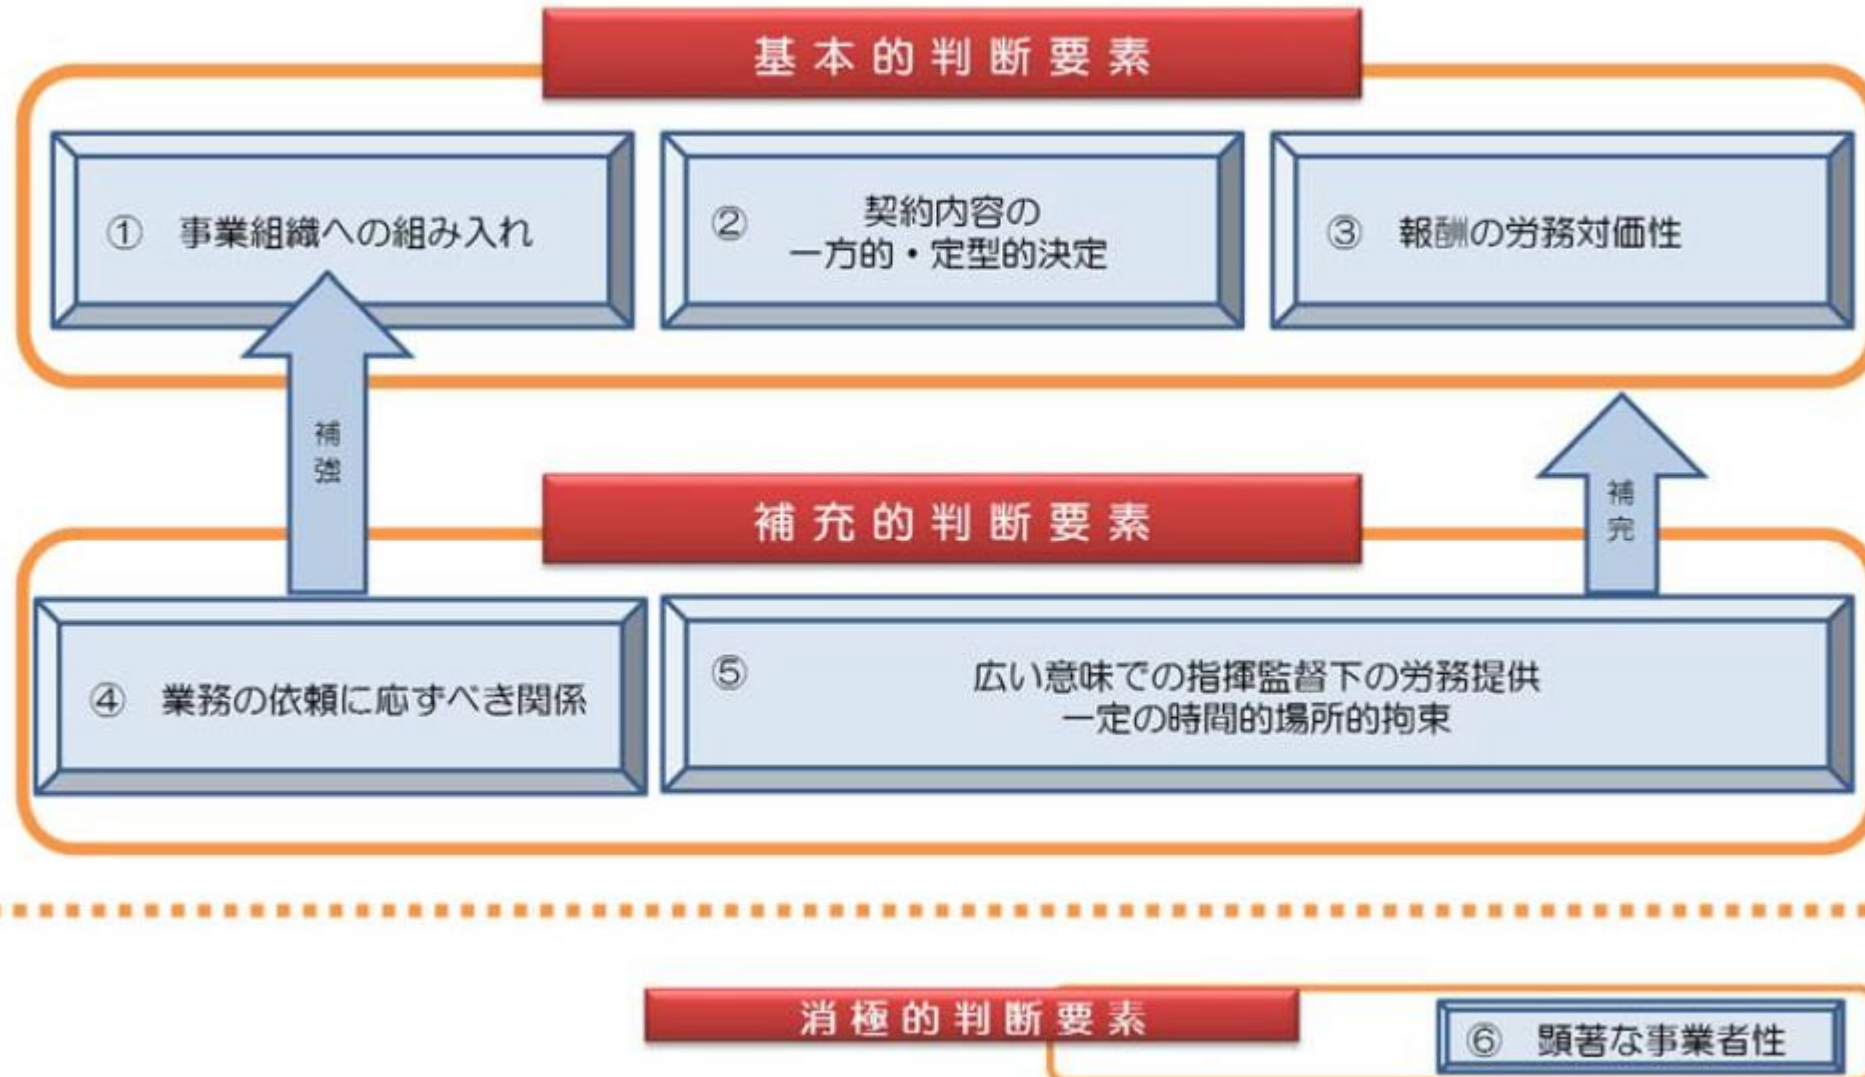 基本的判断要素
① 事業組織への組み入れ
② 契約内容の
一方的・定型的決定
③ 報酬の労務対価性
補強
補完
補充的判断要素
④ 業務の依頼に応ずべき関係
⑤ 広い意味での指揮監督下の労務提供
一定の時間的場所的拘束
消極的判断要素
⑥ 顕著な事業者性